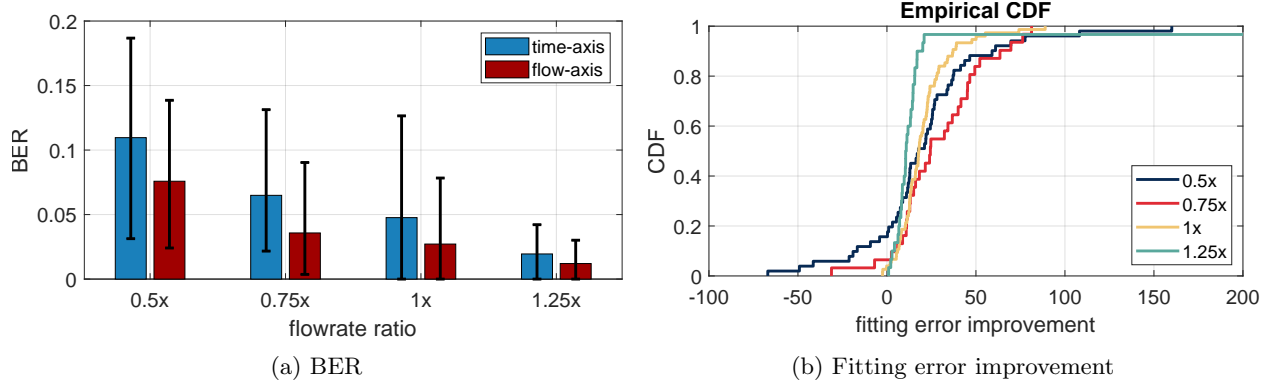 0.2
0.15
0.1
0.05
0
BER
time-axis
flow-axis
0.5x 0.75x 1x 1.25x
flowrate ratio
(a) BER
Empirical CDF
1
0.8
0.6
0.4
0.2
0
CDF
0.5x
0.75x
1x
1.25x
-100 -50 0 50 100 150 200
fitting error improvement
(b) Fitting error improvement